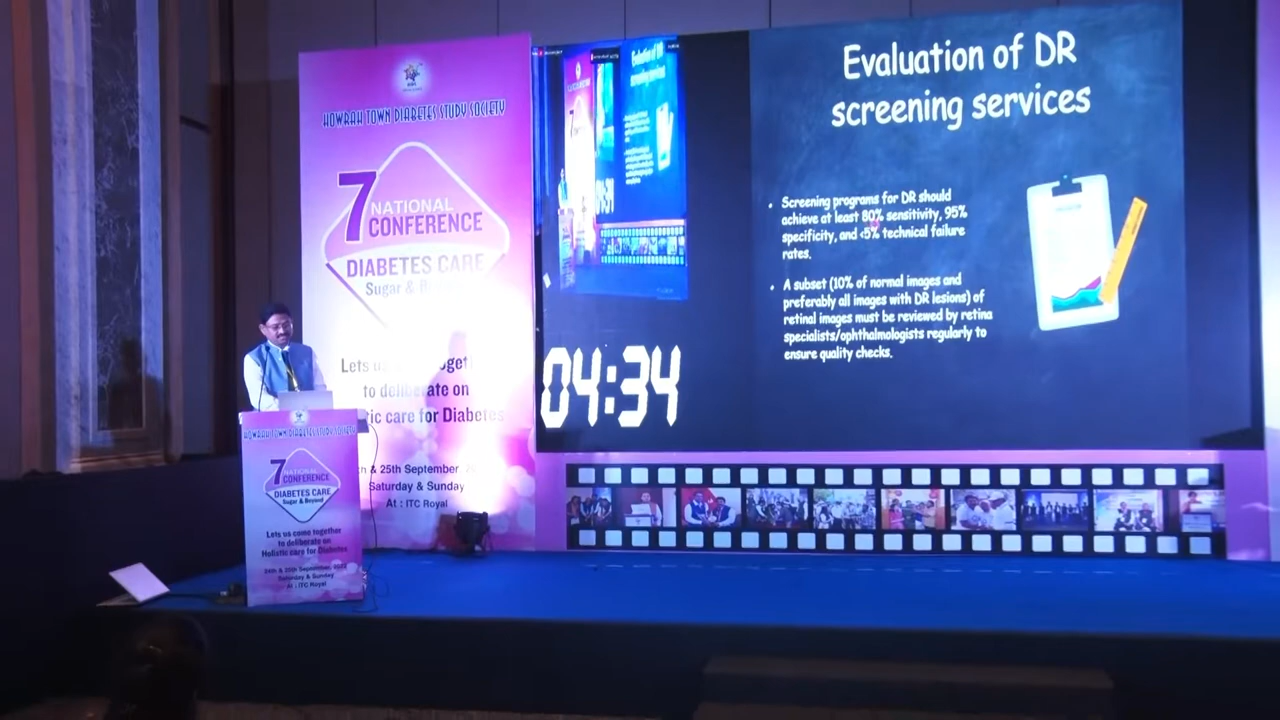 HOWRAH TOWN DIABETES STUDY SOCIETY
7 NATIONAL
CONFERENCE
DIABETES CARE
Sugar &
Lets us
to deliberate on
care for Diabetes
& 25th September
Saturday & Sunday
At : ITC Royal
04:34
Evaluation of DR
screening services
• Screening programs for DR should
achieve at least 80% sensitivity, 95%
specificity, and <5% technical failure
rates.
• A subset (10% of normal images and
preferably all images with DR lesions) of
retinal images must be reviewed by retina
specialists/ophthalmologists regularly to
ensure quality checks.
HOWRAH TOWN DIABETES STUDY SOCIETY
7 NATIONAL
CONFERENCE
DIABETES CARE
Sugar & Beyond
Lets us come together
to deliberate on
Holistic care for Diabetes
24th & 25th September, 2022
Saturday & Sunday
At : ITC Royal